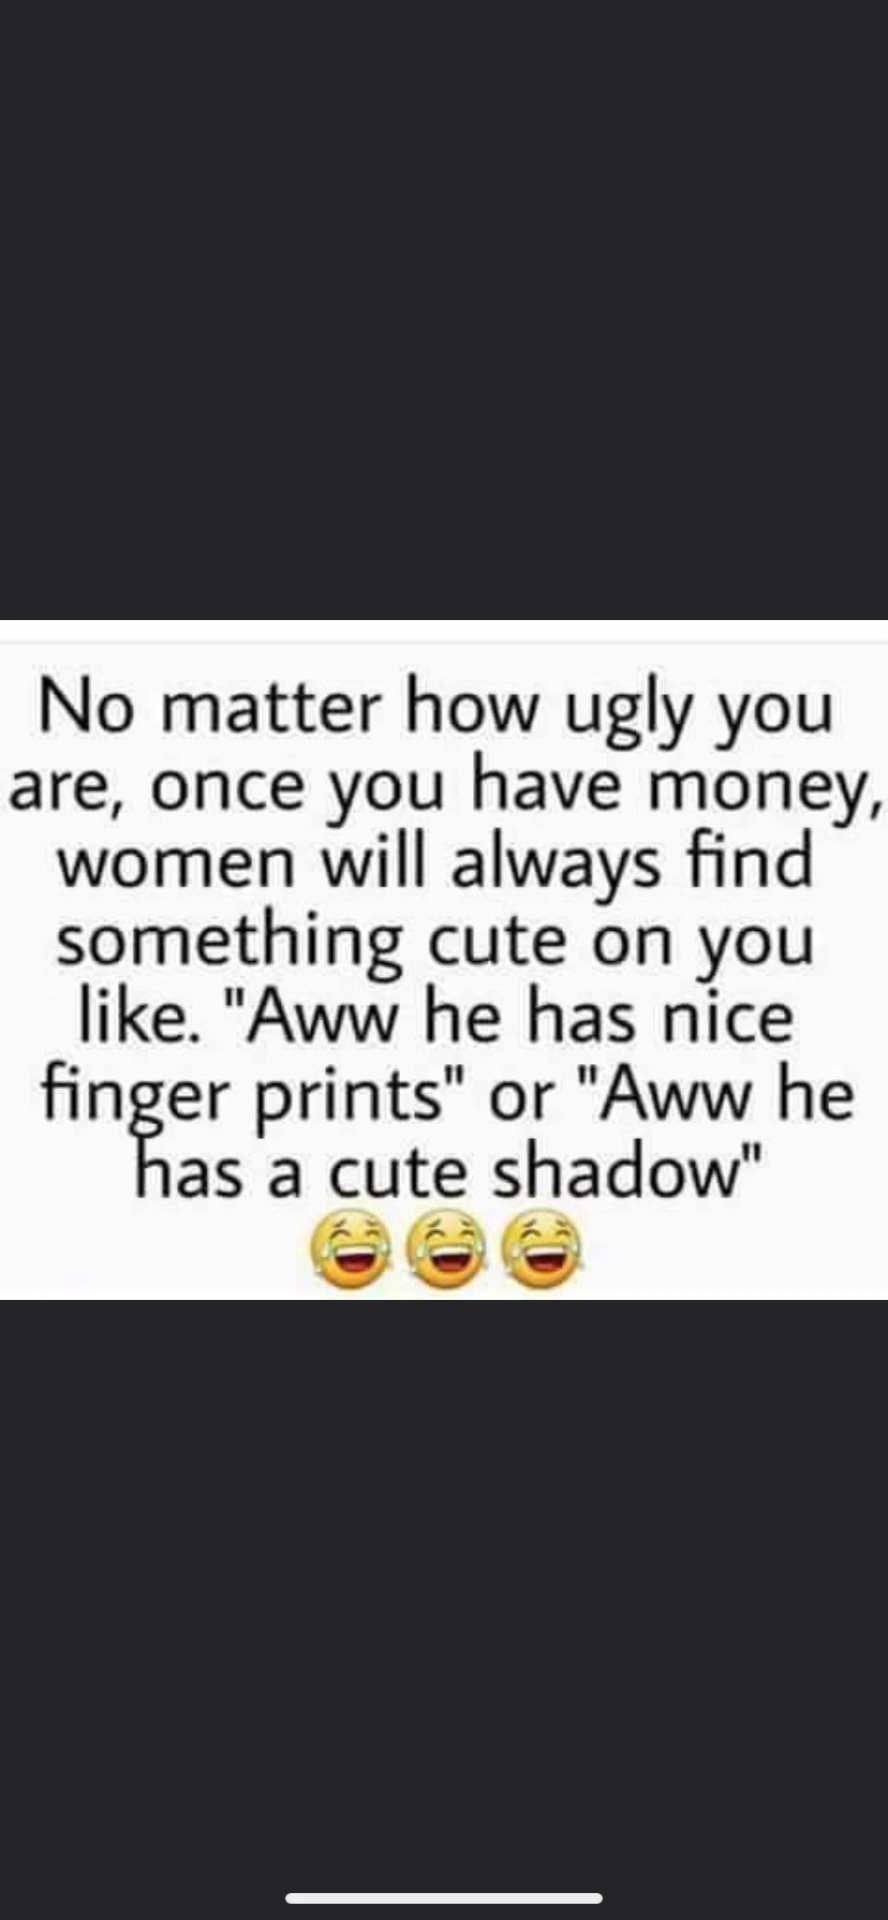 No matter how ugly you
are, once you have money,
women will always find
something cute on you
like. "Aww he has nice
finger prints" or "Aww he
has a cute shadow"
😂😂😂